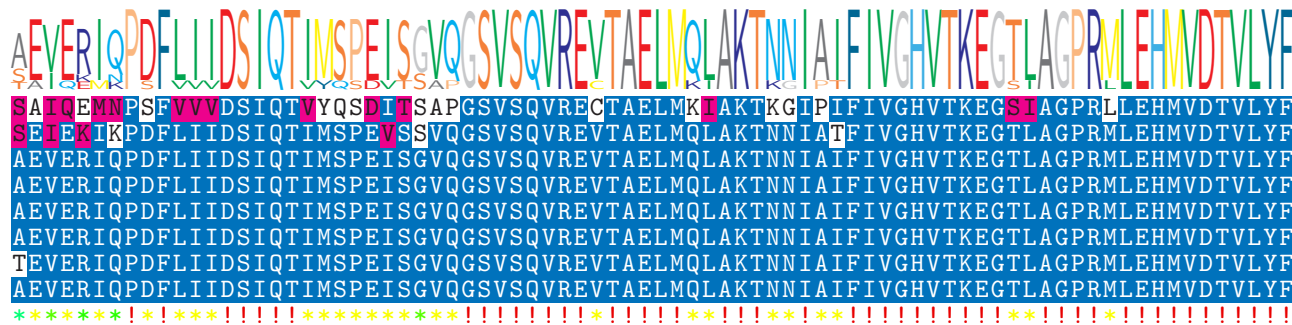 AEVERIQPDFLIIDSIQTIMSPEISGVQGSVSQVREVTAELMQLAKTNNIAIFIVGHVTKEGTLAGPRMLEHMVDTVLYF
SAIQEMNPSFVVVDSIQTVYQSDITSAPGSVSQVRECTAELMKIAKTKGIPIFIVGHVTKEGSIAGPRLLEHMVDTVLYF
SEIEKIKPDFLIIDSIQTIMSPEVSSVQGSVSQVREVTAELMQLAKTNNIATFIVGHVTKEGTLAGPRMLEHMVDTVLYF
AEVERIQPDFLIIDSIQTIMSPEISGVQGSVSQVREVTAELMQLAKTNNIAIFIVGHVTKEGTLAGPRMLEHMVDTVLYF
AEVERIQPDFLIIDSIQTIMSPEISGVQGSVSQVREVTAELMQLAKTNNIAIFIVGHVTKEGTLAGPRMLEHMVDTVLYF
AEVERIQPDFLIIDSIQTIMSPEISGVQGSVSQVREVTAELMQLAKTNNIAIFIVGHVTKEGTLAGPRMLEHMVDTVLYF
AEVERIQPDFLIIDSIQTIMSPEISGVQGSVSQVREVTAELMQLAKTNNIAIFIVGHVTKEGTLAGPRMLEHMVDTVLYF
TEVERIQPDFLIIDSIQTIMSPEISGVQGSVSQVREVTAELMQLAKTNNIAIFIVGHVTKEGTLAGPRMLEHMVDTVLYF
AEVERIQPDFLIIDSIQTIMSPEISGVQGSVSQVREVTAELMQLAKTNNIAIFIVGHVTKEGTLAGPRMLEHMVDTVLYF
*******!*!***!!!!!**********!!!!!!!!*!!!!!**!!!**!**!!!!!!!!!!**!!!!*!!!!!!!!!!!